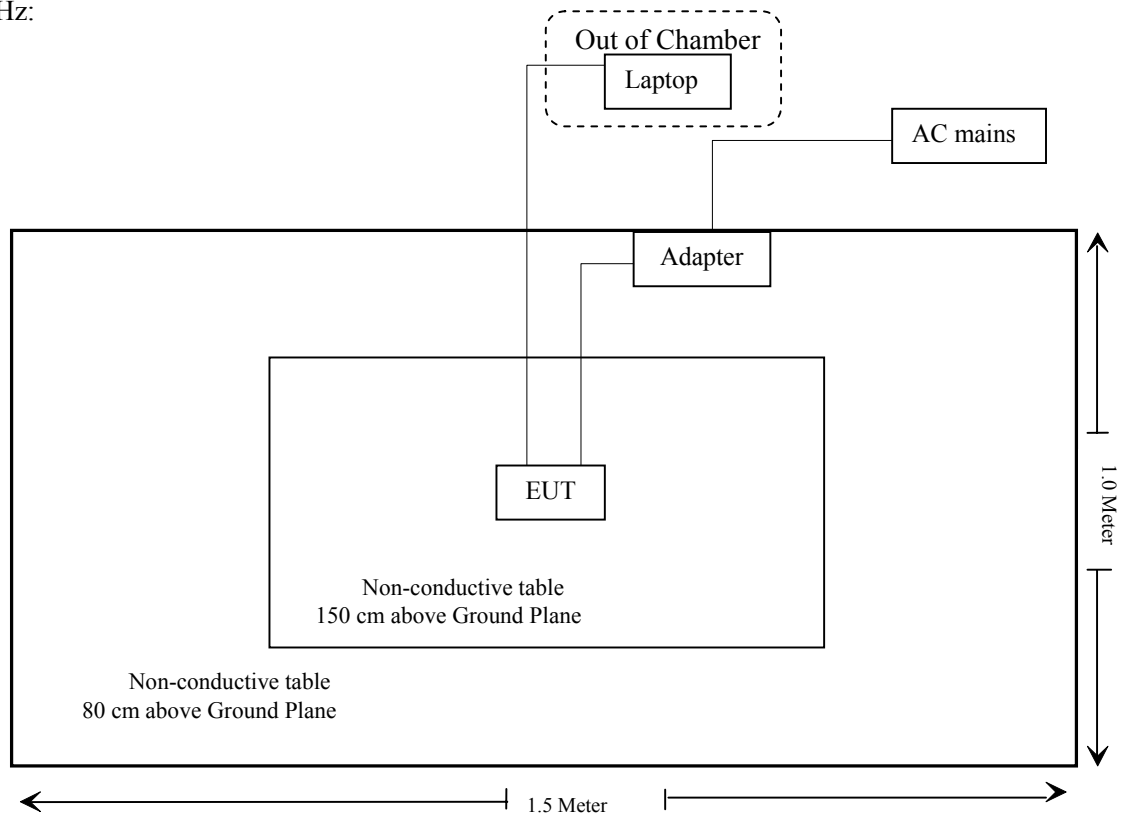 Hz:
Out of Chamber
Laptop
AC mains
Adapter
EUT
Non-conductive table
150 cm above Ground Plane
Non-conductive table
80 cm above Ground Plane
1.0 Meter
1.5 Meter